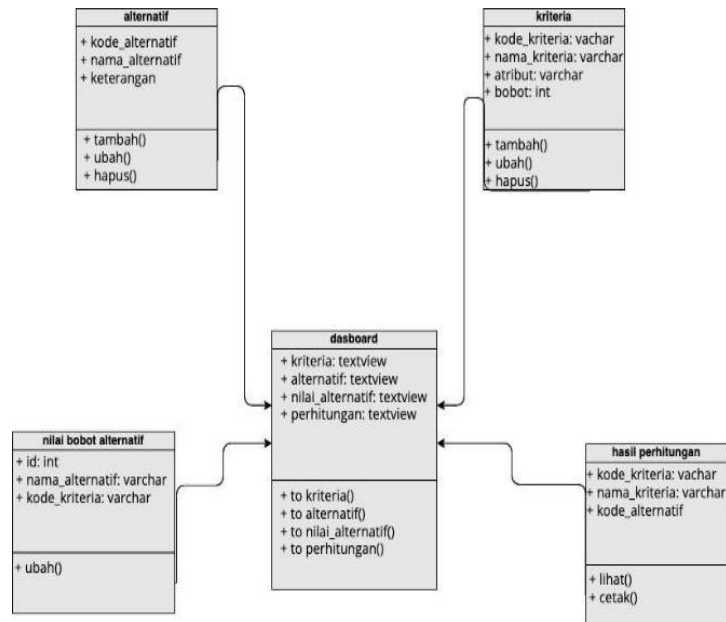 alternatif
+ kode_alternatif
+ nama_alternatif
+ keterangan
+ tambah()
+ ubah()
+ hapus()
kriteria
+ kode_kriteria: vachar
+ nama_kriteria: varchar
+ atribut: varchar
+ bobot: int
+ tambah()
+ ubah()
+ hapus()
dasboard
+ kriteria: textview
+ alternatif: textview
+ nilai_alternatif: textview
+ perhitungan: textview
+ to kriteria()
+ to alternatif()
+ to nilai_alternatif()
+ to perhitungan()
nilai bobot alternatif
+ id: int
+ nama_alternatif: varchar
+ kode_kriteria: varchar
+ ubah()
hasil perhitungan
+ kode_kriteria: vachar
+ nama_kriteria: varchar
+ kode_alternatif
+ lihat()
+ cetak()